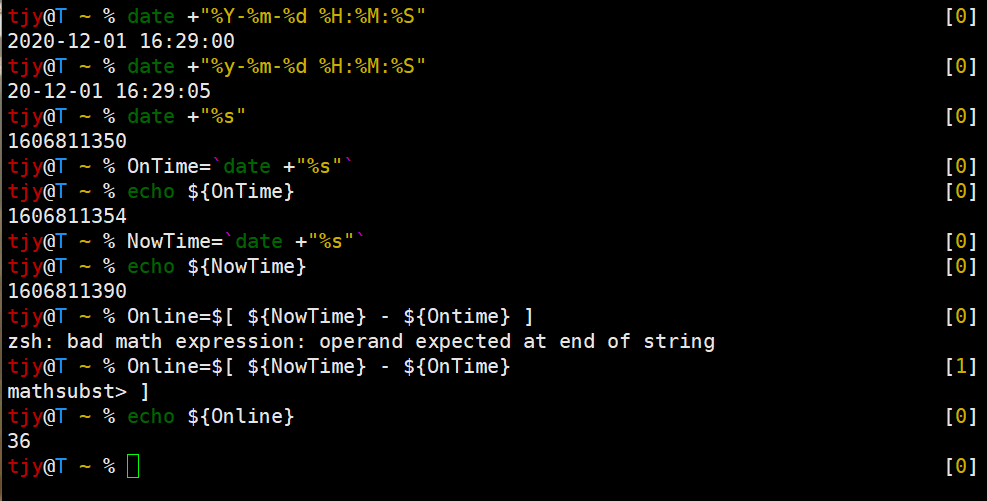 tjy@T ~ % date +"%Y-%m-%d %H:%M:%S" [0]
2020-12-01 16:29:00
tjy@T ~ % date +"%y-%m-%d %H:%M:%S" [0]
20-12-01 16:29:05
tjy@T ~ % date +"%s" [0]
1606811350
tjy@T ~ % OnTime=`date +"%s"` [0]
tjy@T ~ % echo ${OnTime} [0]
1606811354
tjy@T ~ % NowTime=`date +"%s"` [0]
tjy@T ~ % echo ${NowTime} [0]
1606811390
tjy@T ~ % Online=$[ ${NowTime} - ${Ontime} ] [0]
zsh: bad math expression: operand expected at end of string
tjy@T ~ % Online=$[ ${NowTime} - ${OnTime} [1]
mathsubst> ]
tjy@T ~ % echo ${Online} [0]
36
tjy@T ~ % [0]